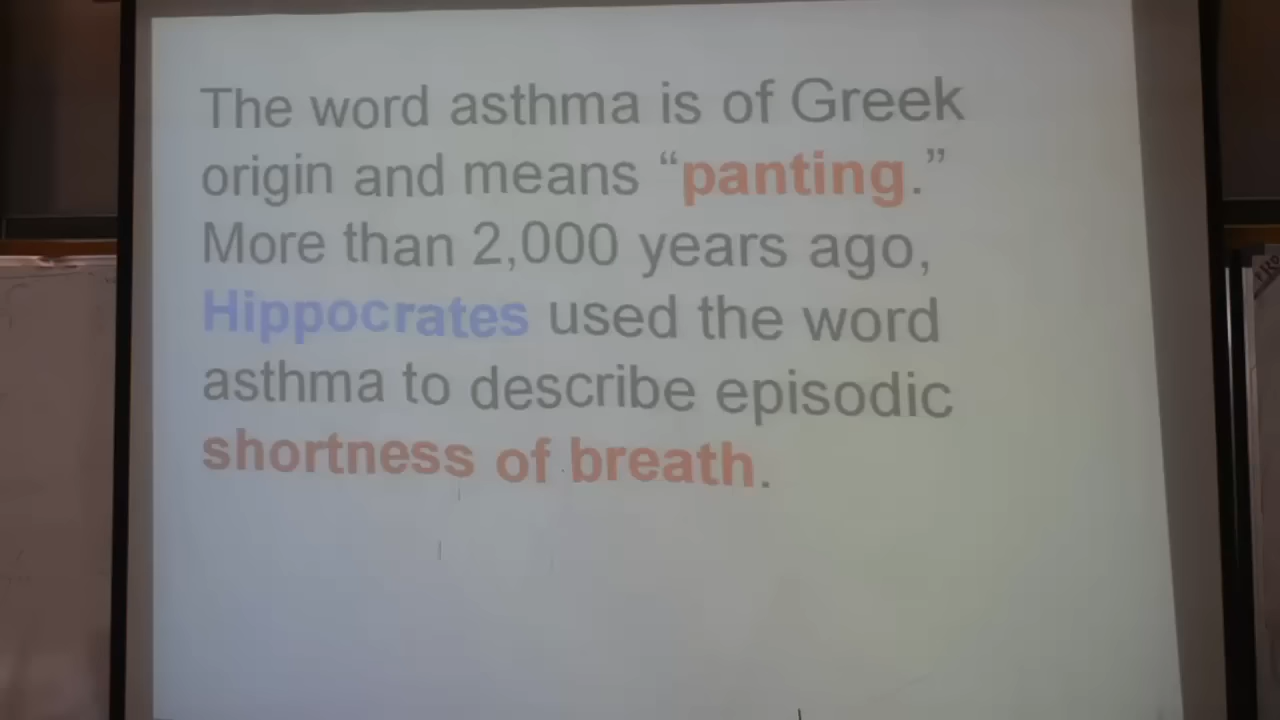 The word asthma is of Greek
origin and means “panting.”
More than 2,000 years ago,
Hippocrates used the word
asthma to describe episodic
shortness of breath.